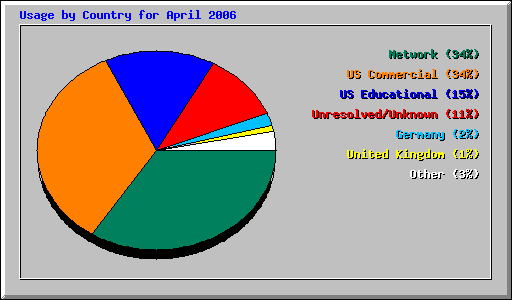 Usage by Country for April 2006
Network (34%)
US Commercial (34%)
US Educational (15%)
Unresolved/Unknown (11%)
Germany (2%)
United Kingdom (1%)
Other (3%)